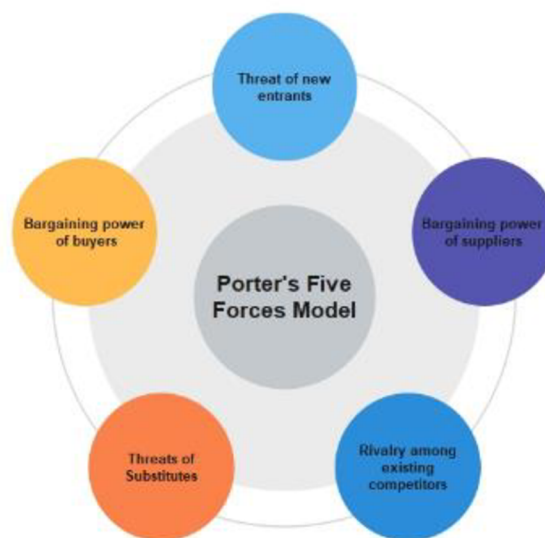 Threat of new
entrants
Bargaining power
of buyers
Bargaining power
of suppliers
Porter's Five
Forces Model
Threats of
Substitutes
Rivalry among
existing
competitors